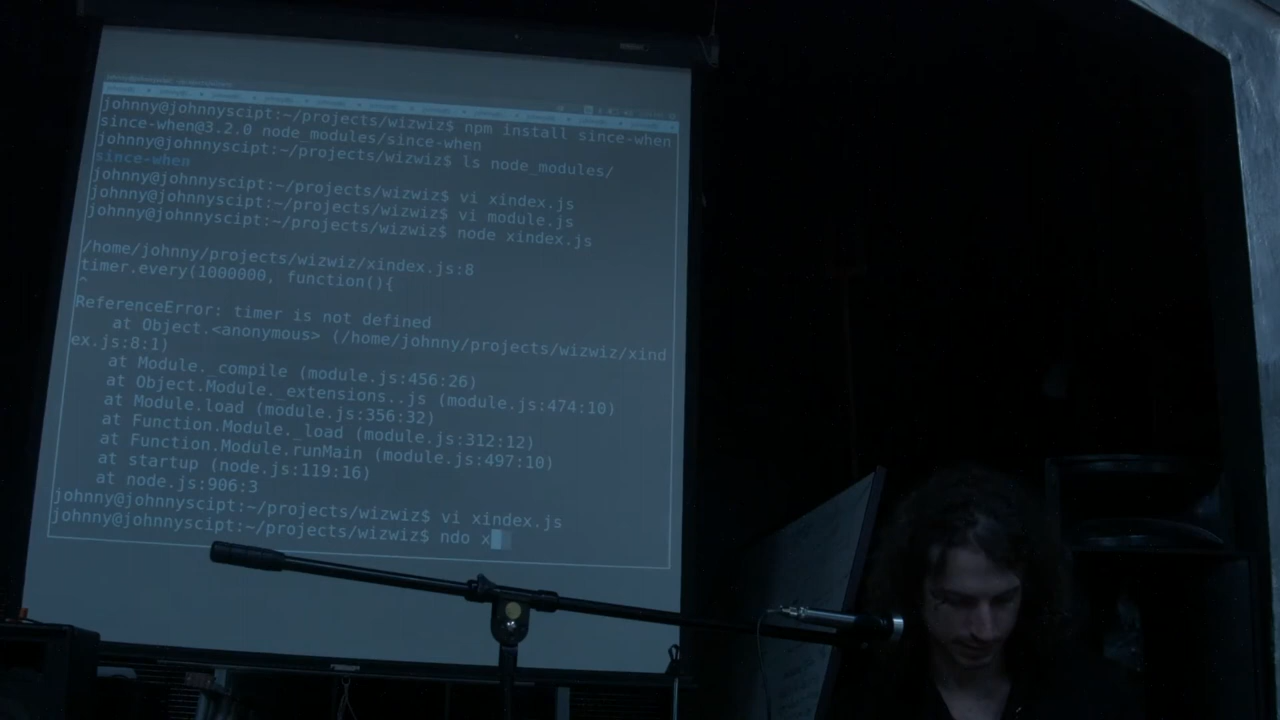 johnny@johnnyscipt:~/projects/wizwiz$ npm install since-when
since-when@3.2.0 node_modules/since-when
johnny@johnnyscipt:~/projects/wizwiz$ ls node_modules/
since-when
johnny@johnnyscipt:~/projects/wizwiz$ vi xindex.js
johnny@johnnyscipt:~/projects/wizwiz$ vi module.js
johnny@johnnyscipt:~/projects/wizwiz$ node xindex.js
/home/johnny/projects/wizwiz/xindex.js:8
timer.every(1000000, function(){
^
ReferenceError: timer is not defined
at Object.<anonymous> (/home/johnny/projects/wizwiz/xind
ex.js:8:1)
at Module._compile (module.js:456:26)
at Object.Module._extensions..js (module.js:474:10)
at Module.load (module.js:356:32)
at Function.Module._load (module.js:312:12)
at Function.Module.runMain (module.js:497:10)
at startup (node.js:119:16)
at node.js:906:3
johnny@johnnyscipt:~/projects/wizwiz$ vi xindex.js
johnny@johnnyscipt:~/projects/wizwiz$ ndo x